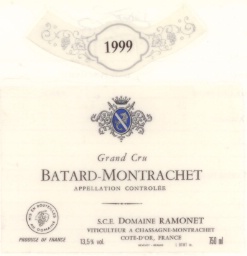 1999
Grand Cru
BATARD-MONTRACHET
APPELLATION CONTROLÉE
S.C.E. DOMAINE RAMONET
VITICULTEUR A CHASSAGNE-MONTRACHET
COTE-D'OR, FRANCE
PRODUCE OF FRANCE
13,5% vol.
750 ml